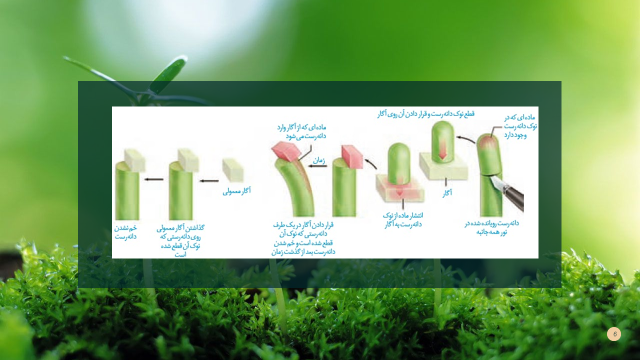 قطع نوک دانه رست و قرار دادن آن روی آگار
ماده ای که در
نوک دانه رست
وجود دارد
ماده ای که از آگار وارد
دانه رست می شود
زمان
آگار
آگار معمولی
انتشار ماده از نوک
دانه رست به آگار
دانه رست رویانده شده در
نور همه جانبه
قرار دادن آگار در یک طرف
دانه رستی که نوک آن
قطع شده است و خم شدن
دانه رست بعد از گذشت زمان
گذاشتن آگار معمولی
روی دانه رستی که
نوک آن قطع شده
است
خم نشدن
دانه رست